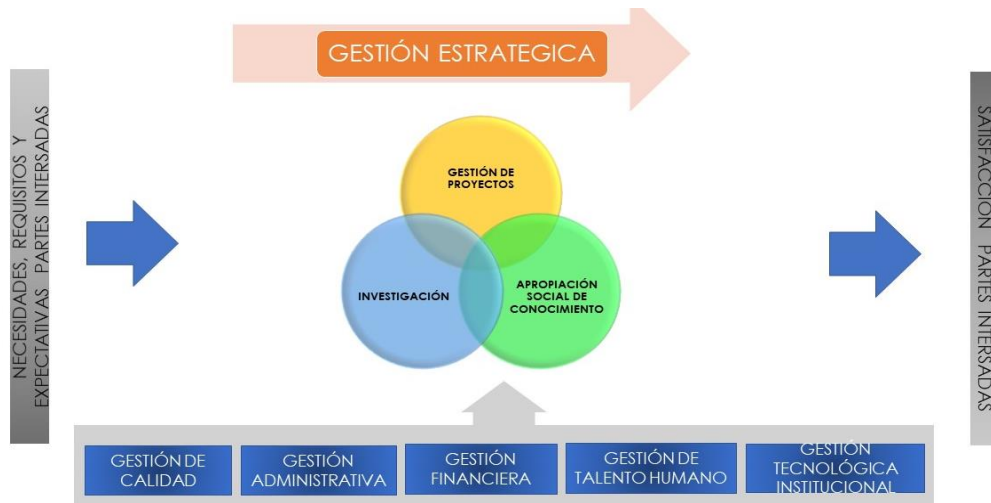 GESTIÓN ESTRATEGICA
NECESIDADES, REQUISITOS Y
EXPECTATIVAS PARTES INTERSADAS
GESTIÓN DE
PROYECTOS
INVESTIGACIÓN
APROPIACIÓN
SOCIAL DE
CONOCIMIENTO
SATISFACCIÓN PARTES INTERSADAS
GESTIÓN DE
CALIDAD
GESTIÓN
ADMINISTRATIVA
GESTIÓN
FINANCIERA
GESTIÓN DE
TALENTO HUMANO
GESTIÓN
TECNOLÓGICA
INSTITUCIONAL